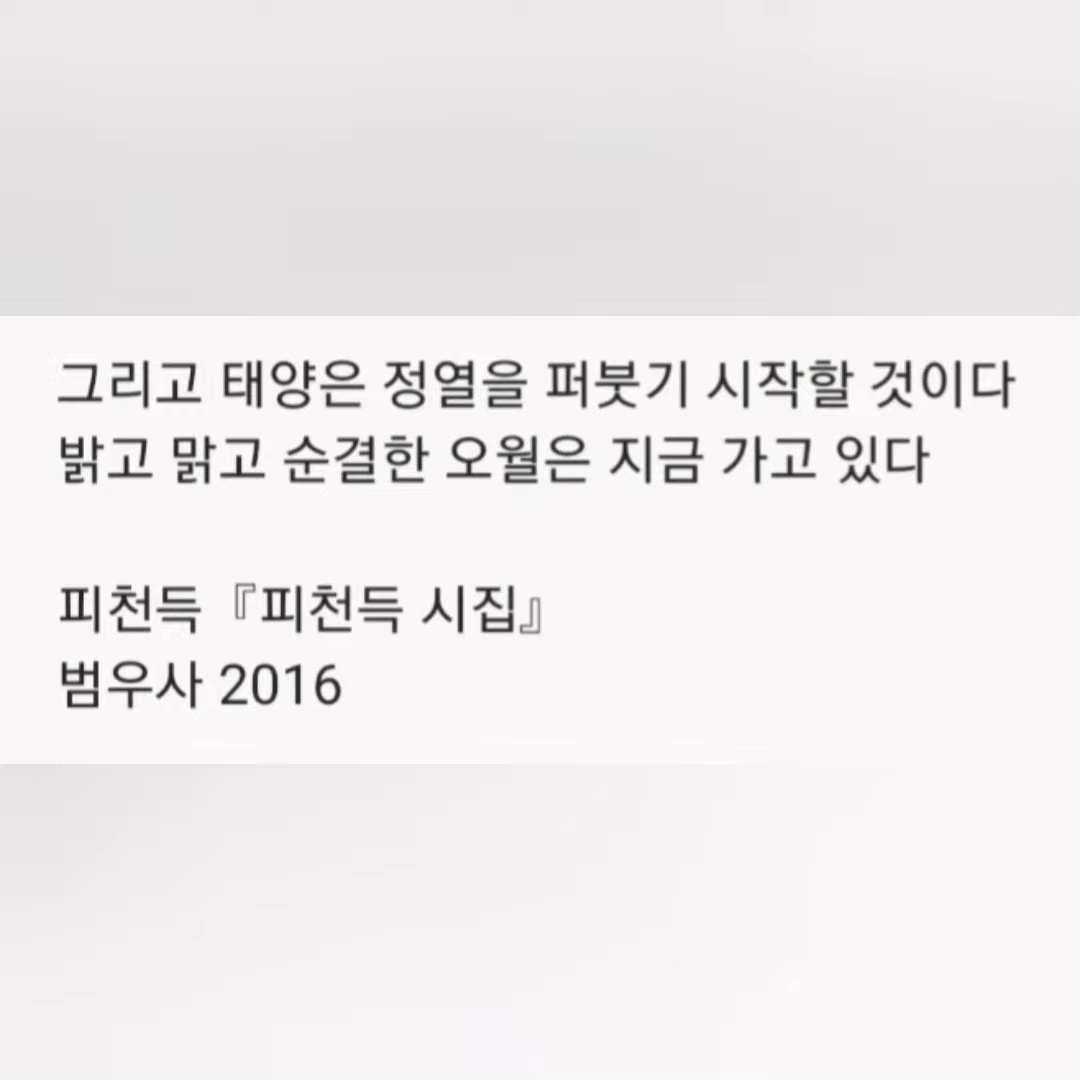 그리고 태양은 정열을 퍼붓기 시작할 것이다
밝고 맑고 순결한 오월은 지금 가고 있다
피천득『피천득 시집』
범우사 2016